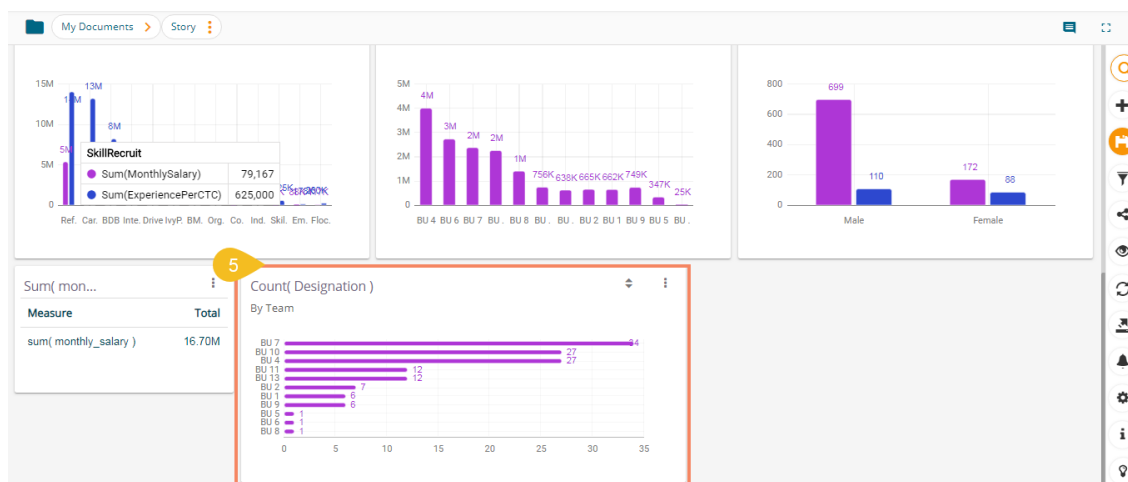 My Documents
Story
15M
10M
5M
0
13M
8M
SkillRecruit
Sum(MonthlySalary) 79,167
Sum(ExperiencePerCTC) 625,000
Ref. Car. BDB Inte. Drive IvyP. BM. Org. Co. Ind. Skil. Em. Floc.
5M
4M
3M
2M
1M
0
4M
3M
2M
2M
1M
756K 638K 665K 662K 749K
347K
25K
BU 4 BU 6 BU 7 BU . BU 8 BU . BU . BU 2 BU 1 BU 9 BU 5 BU .
800
600
400
200
0
699
110
172
88
Male Female
5
Sum( mon...
Measure Total
sum( monthly_salary ) 16.70M
Count( Designation )
By Team
BU 7
BU 10 27
BU 4 27
BU 11 12
BU 13 12
BU 2 7
BU 1 6
BU 9 6
BU 5 1
BU 6 1
BU 8 1
0 5 10 15 20 25 30 35